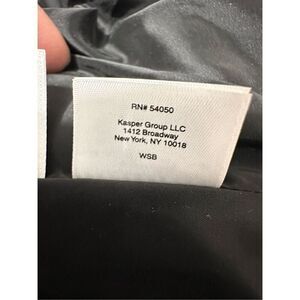 RN# 54050
Kasper Group LLC
1412 Broadway
New York, NY 10018
WSB